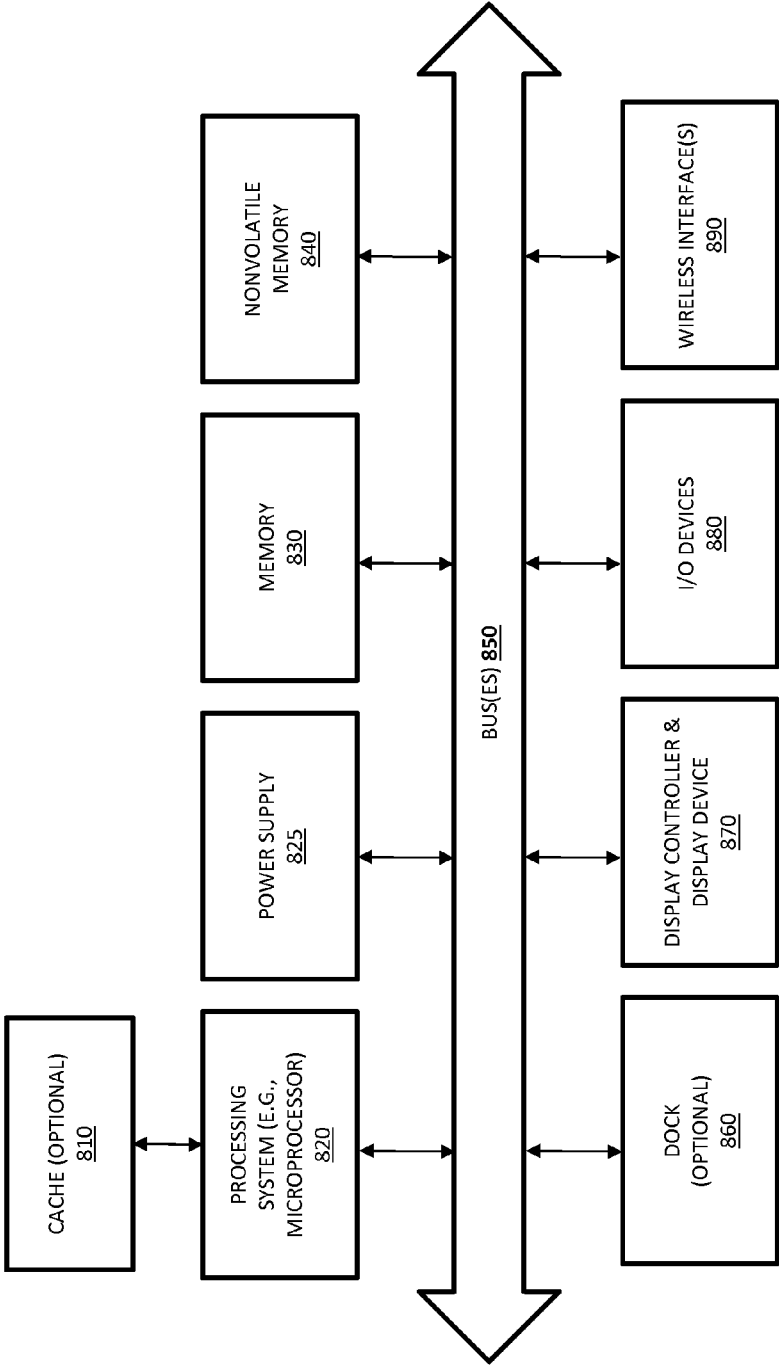 CACHE (OPTIONAL)
810
PROCESSING
SYSTEM (E.G.,
MICROPROCESSOR)
820
POWER SUPPLY
825
MEMORY
830
NONVOLATILE
MEMORY
840
BUS(ES) 850
DOCK
(OPTIONAL)
860
DISPLAY CONTROLLER &
DISPLAY DEVICE
870
I/O DEVICES
880
WIRELESS INTERFACE(S)
890